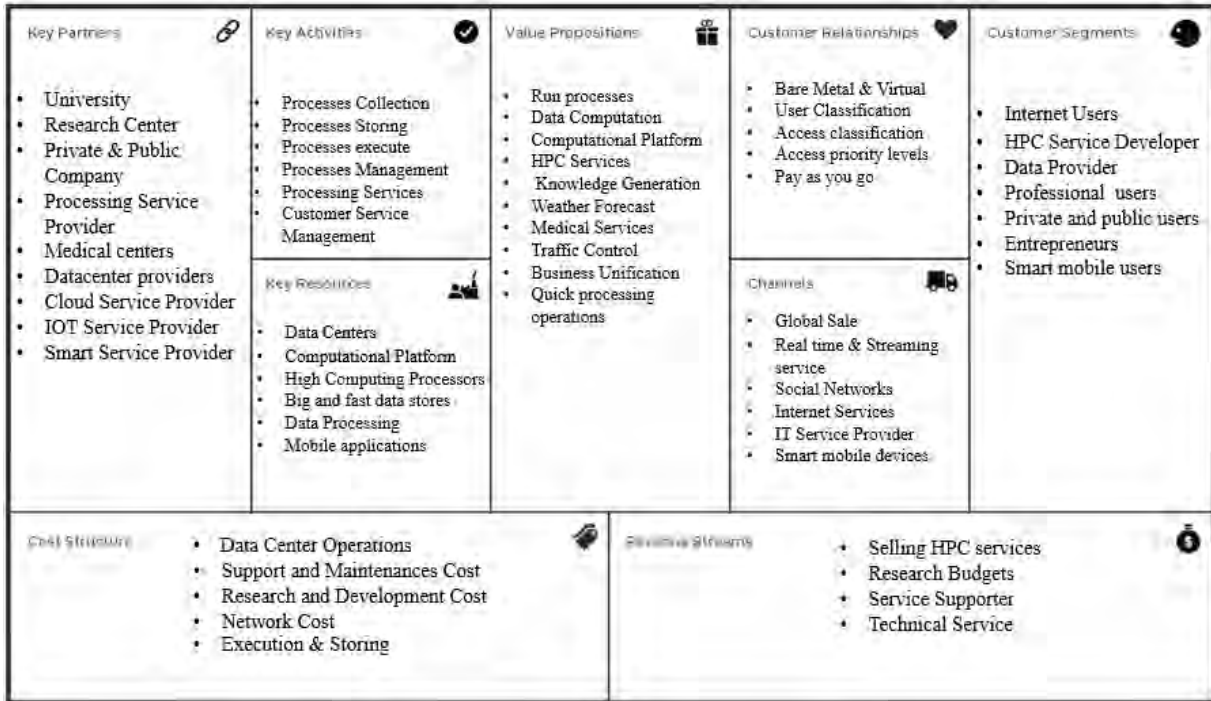 Key Partners
• University
• Research Center
• Private & Public
Company
• Processing Service
Provider
• Medical centers
• Datacenter providers
• Cloud Service Provider
• IOT Service Provider
• Smart Service Provider
Key Activities
• Processes Collection
• Processes Storing
• Processes execute
• Processes Management
• Processing Services
• Customer Service
Management
Key Resources
• Data Centers
• Computational Platform
• High Computing Processors
• Big and fast data stores
• Data Processing
• Mobile applications
Value Propositions
• Run processes
• Data Computation
• Computational Platform
• HPC Services
• Knowledge Generation
• Weather Forecast
• Medical Services
• Traffic Control
• Business Unification
• Quick processing
operations
Customer Relationships
• Bare Metal & Virtual
• User Classification
• Access classification
• Access priority levels
• Pay as you go
Channels
• Global Sale
• Real time & Streaming
service
• Social Networks
• Internet Services
• IT Service Provider
• Smart mobile devices
Customer Segments
• Internet Users
• HPC Service Developer
• Data Provider
• Professional users
• Private and public users
• Entrepreneurs
• Smart mobile users
Cost Structure
• Data Center Operations
• Support and Maintenances Cost
• Research and Development Cost
• Network Cost
• Execution & Storing
Revenue Streams
• Selling HPC services
• Research Budgets
• Service Supporter
• Technical Service